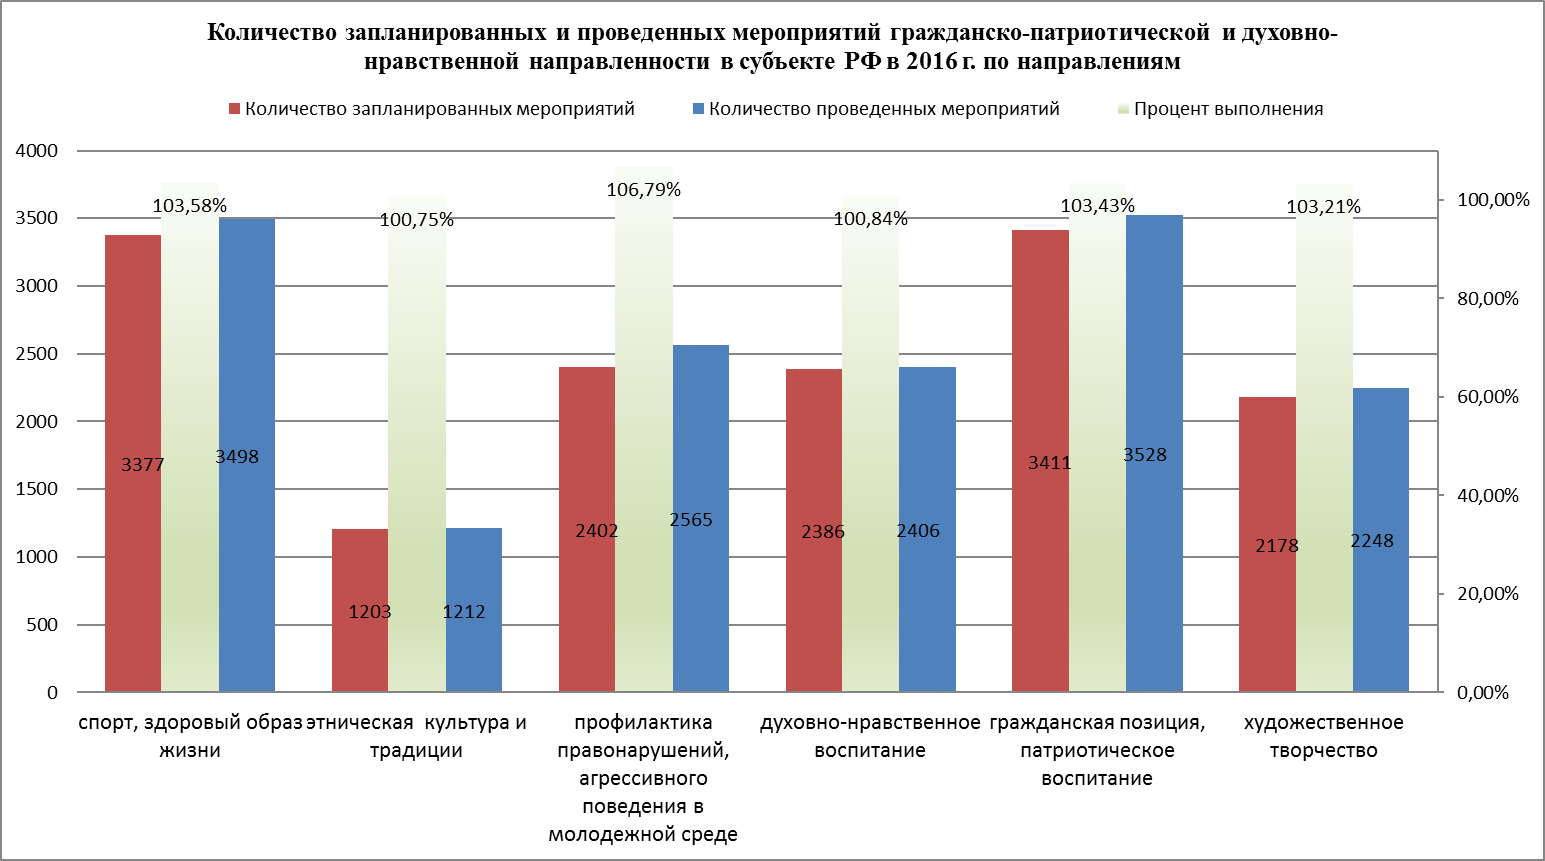 Количество запланированных и проведенных мероприятий гражданско-патриотической и духовно-
нравственной направленности в субъекте РФ в 2016 г. по направлениям
Количество запланированных мероприятий
Количество проведенных мероприятий
Процент выполнения
4000
3500
3000
2500
2000
1500
1000
500
0
103,58%
100,75%
106,79%
100,84%
103,43%
103,21%
3377
3498
1203
1212
2402
2565
2386
2406
3411
3528
2178
2248
100,00%
80,00%
60,00%
40,00%
20,00%
0,00%
спорт, здоровый образ
жизни
этническая культура и
традиции
профилактика
правонарушений,
агрессивного
поведения в
молодежной среде
духовно-нравственное
воспитание
гражданская позиция,
патриотическое
воспитание
художественное
творчество